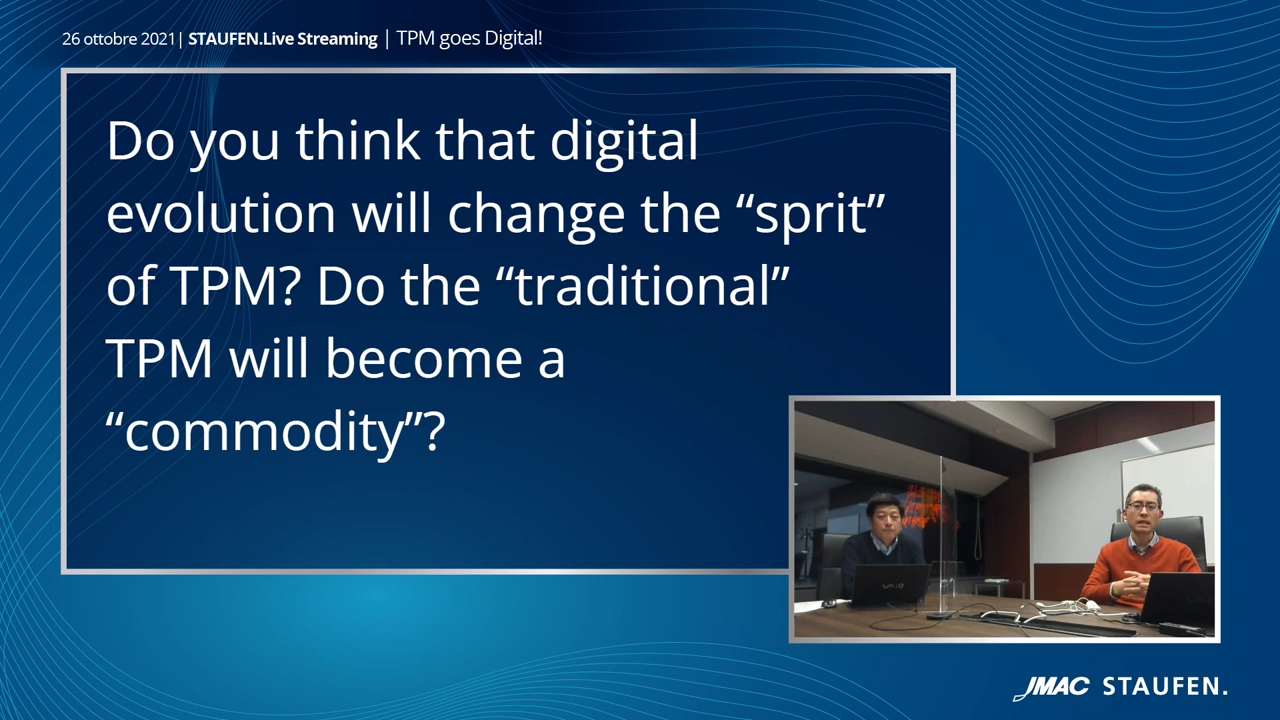 26 ottobre 2021| STAUFEN.Live Streaming | TPM goes Digital!
Do you think that digital
evolution will change the “sprit”
of TPM? Do the “traditional”
TPM will become a
“commodity”?
VAIO
JMAC STAUFEN.